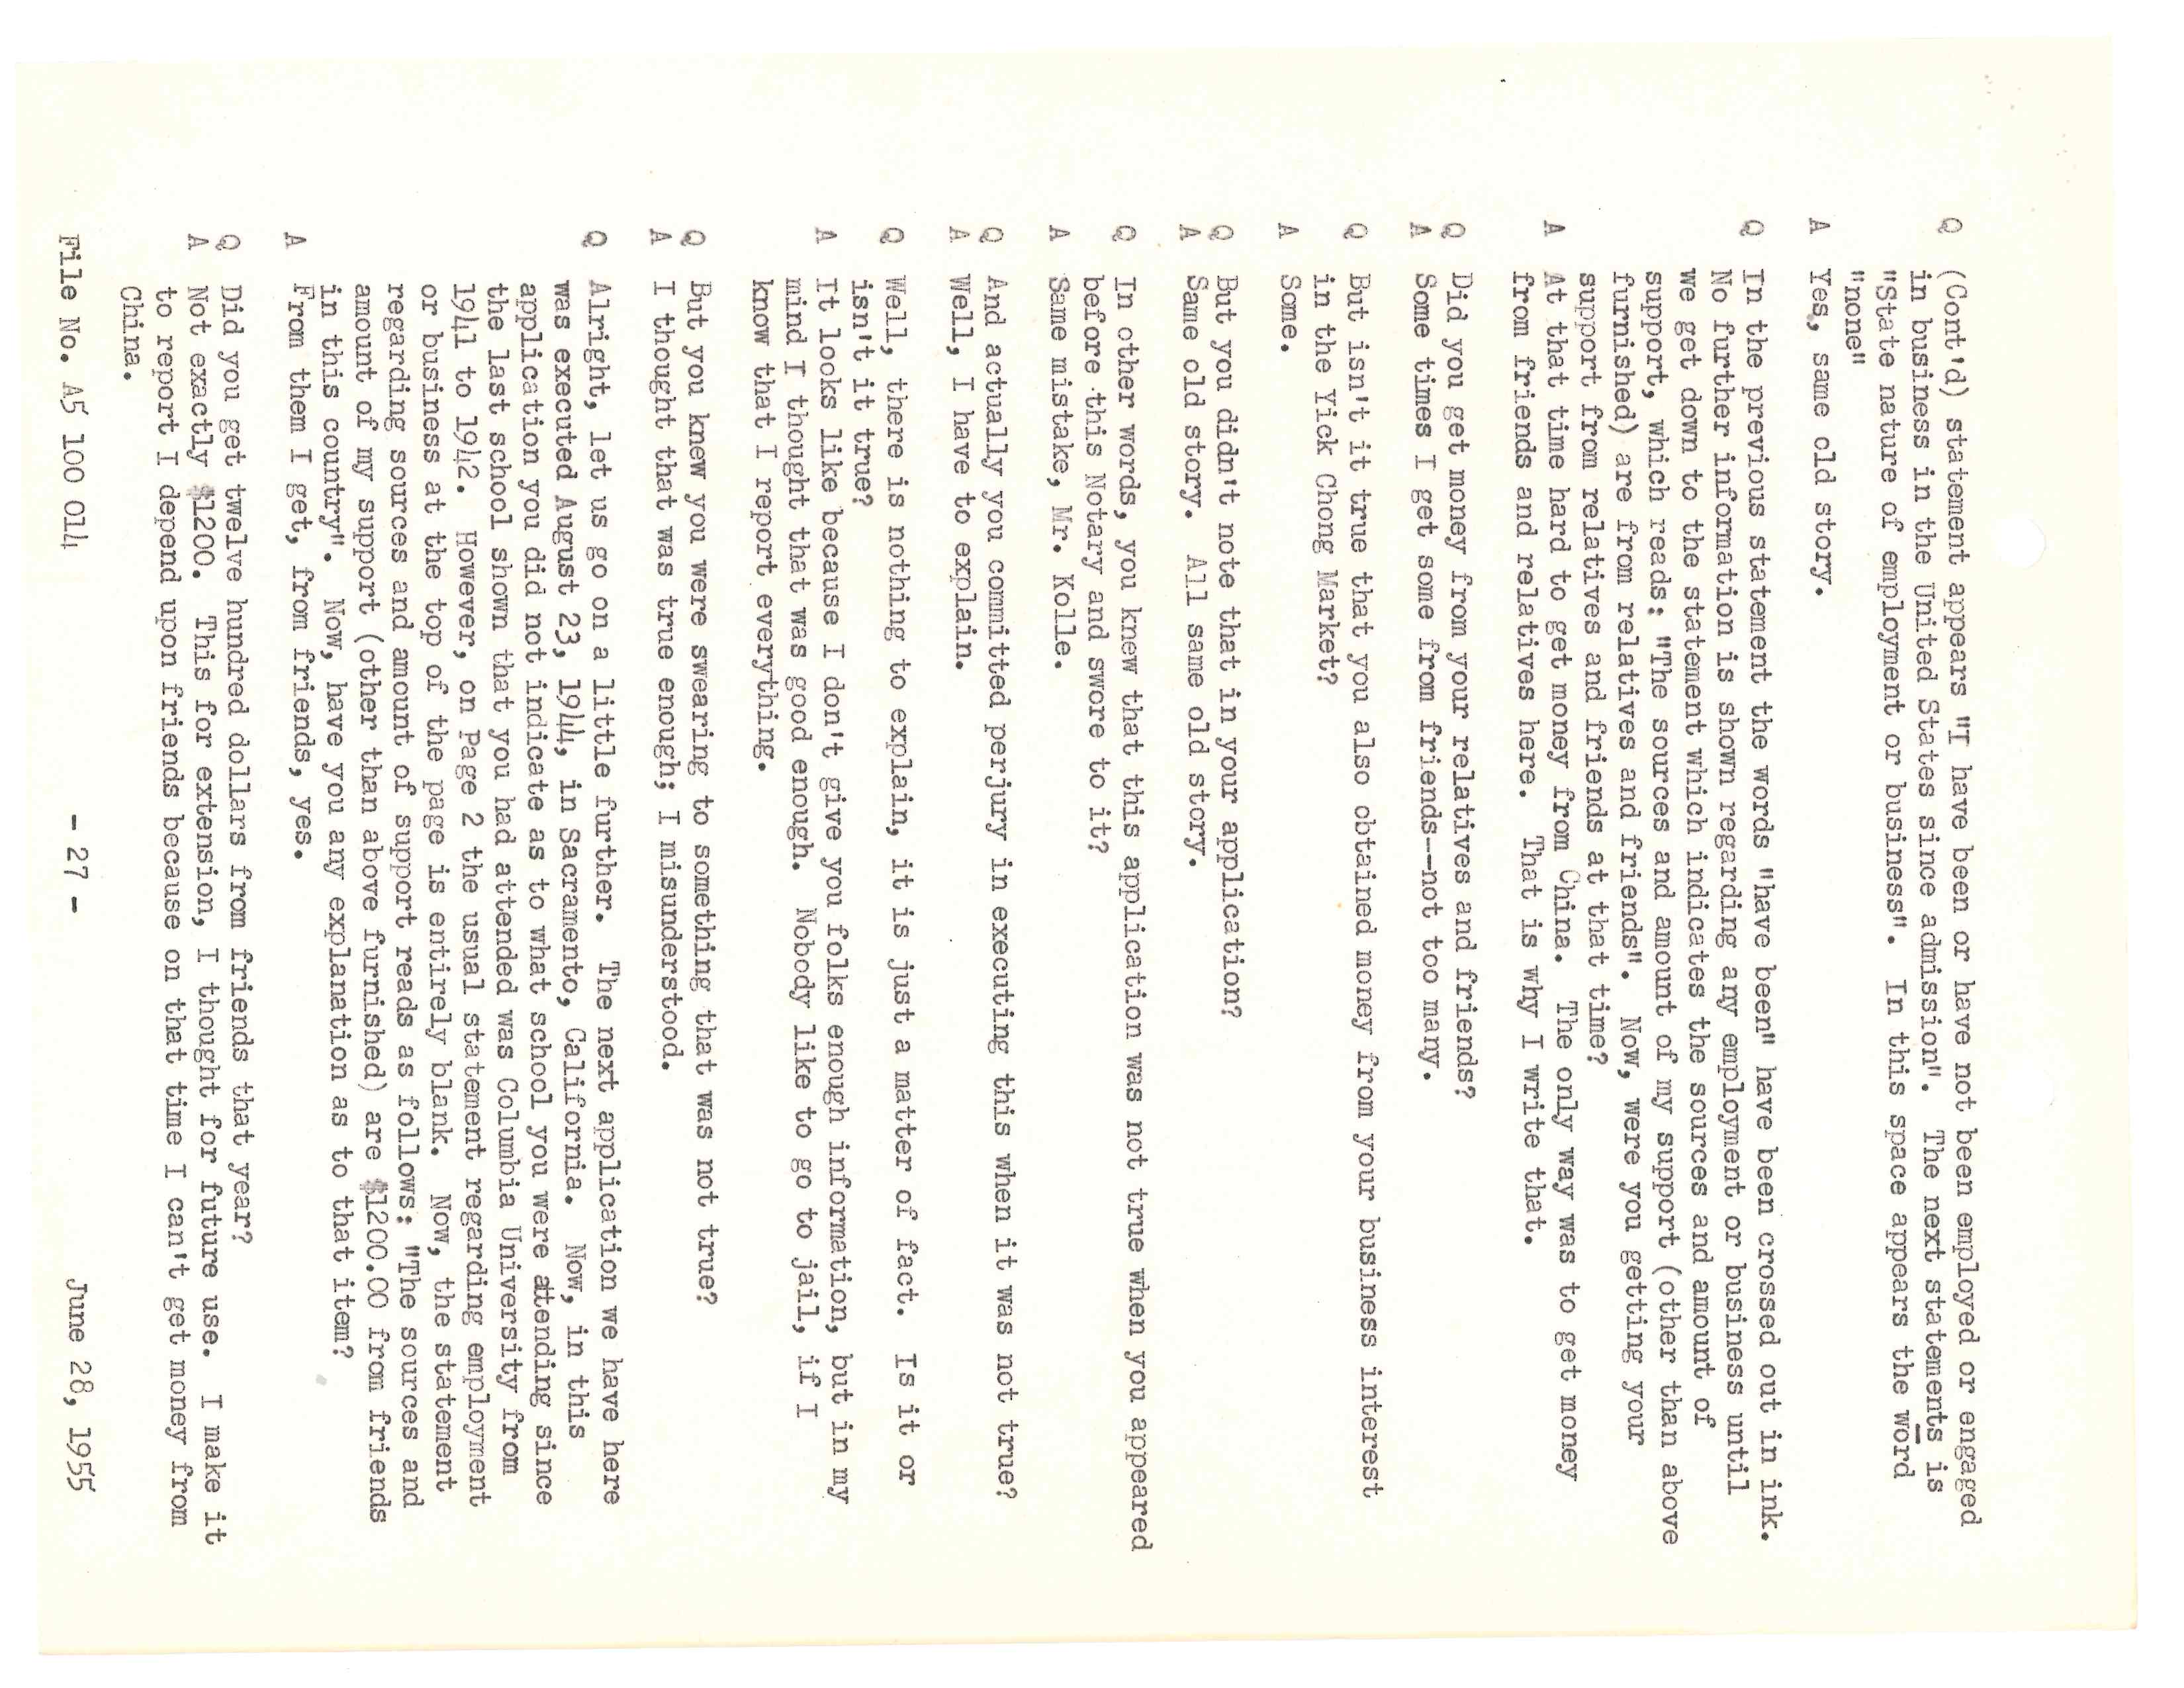 Q (Cont'd) statement appears "I have been or have not been employed or engaged
in business in the United States since admission". The next statements is
"State nature of employment or business". In this space appears the word
"none"
A Yes, same old story.
Q In the previous statement the words "have been" have been crossed out in ink.
No further information is shown regarding any employment or business until
we get down to the statement which indicates the sources and amount of
support, which reads: "The sources and amount of my support (other than above
furnished) are from relatives and friends". Now, were you getting your
support from relatives and friends at that time?
A At that time hard to get money from China. The only way was to get money
from friends and relatives here. That is why I write that.
Q Did you get money from your relatives and friends?
A Some times I get some from friends--not too many.
Q But isn't it true that you also obtained money from your business interest
in the Yick Chong Market?
A Some.
Q But you didn't note that in your application?
A Same old story. All same old story.
Q In other words, you knew that this application was not true when you appeared
before this Notary and swore to it?
A Same mistake, Mr. Kolle.
Q And actually you committed perjury in executing this when it was not true?
A Well, I have to explain.
Q Well, there is nothing to explain, it is just a matter of fact. Is it or
isn't it true?
A It looks like because I don't give you folks enough information, but in my
mind I thought that was good enough. Nobody like to go to jail, if I
know that I report everything.
Q But you knew you were swearing to something that was not true?
A I thought that was true enough; I misunderstood.
Q Alright, let us go on a little further. The next application we have here
was executed August 23, 1944, in Sacramento, California. Now, in this
application you did not indicate as to what school you were attending since
the last school shown that you had attended was Columbia University from
1941 to 1942. However, on Page 2 the usual statement regarding employment
or business at the top of the page is entirely blank. Now, the statement
regarding sources and amount of support reads as follows: "The sources and
amount of my support (other than above furnished) are $1200.00 from friends
in this country". Now, have you any explanation as to that item?
A From them I get, from friends, yes.
Q Did you get twelve hundred dollars from friends that year?
A Not exactly $1200. This for extension, I thought for future use. I make it
to report I depend upon friends because on that time I can't get money from
China.
File No. A5 100 014 - 27 - June 28, 1955